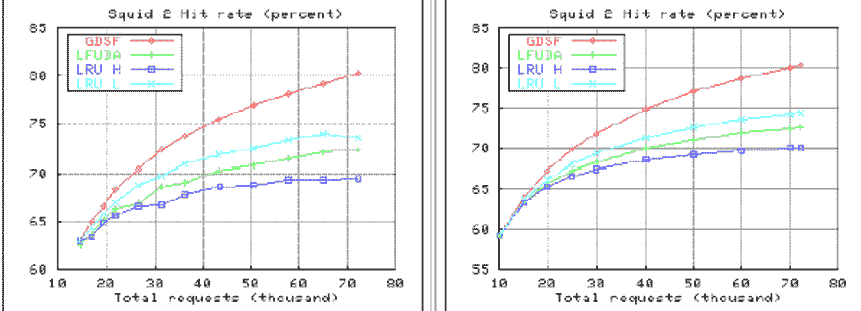 Squid 2 Hit rate (percent)
85
80
75
70
65
60
GDSF
LFUDA
LRU H
LRU L
10 20 30 40 50 60 70 80
Total requests (thousand)
Squid 2 Hit rate (percent)
85
80
75
70
65
60
55
GDSF
LFUDA
LRU H
LRU L
10 20 30 40 50 60 70 80
Total requests (thousand)